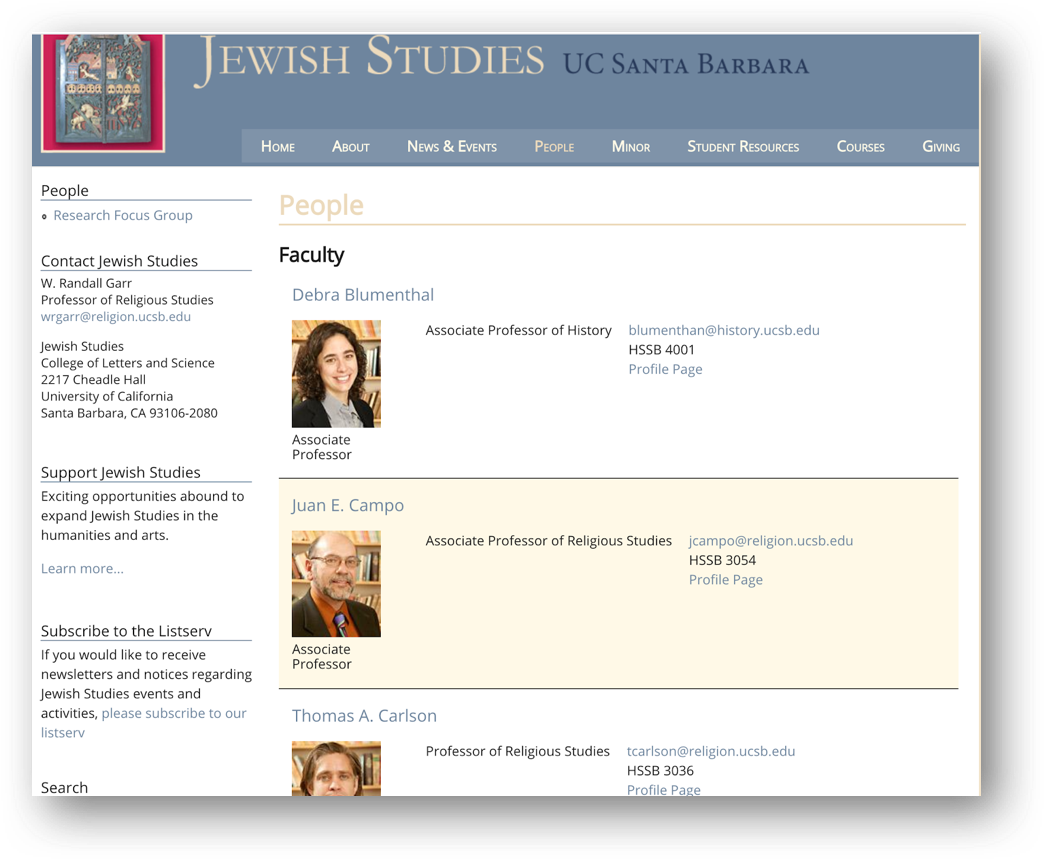 JEWISH STUDIES UC SANTA BARBARA
HOME ABOUT NEWS & EVENTS PEOPLE MINOR STUDENT RESOURCES COURSES GIVING
People
Research Focus Group
Contact Jewish Studies
W. Randall Garr
Professor of Religious Studies
wrgarr@religion.ucsb.edu
Jewish Studies
College of Letters and Science
2217 Cheadle Hall
University of California
Santa Barbara, CA 93106-2080
Support Jewish Studies
Exciting opportunities abound to
expand Jewish Studies in the
humanities and arts.
Learn more...
Subscribe to the Listserv
If you would like to receive
newsletters and notices regarding
Jewish Studies events and
activities, please subscribe to our
listserv
Search
People
Faculty
Debra Blumenthal
Associate Professor of History
blumenthan@history.ucsb.edu
HSSB 4001
Profile Page
Associate
Professor
Juan E. Campo
Associate Professor of Religious Studies
jcampo@religion.ucsb.edu
HSSB 3054
Profile Page
Associate
Professor
Thomas A. Carlson
Professor of Religious Studies
tcarlson@religion.ucsb.edu
HSSB 3036
Profile Page